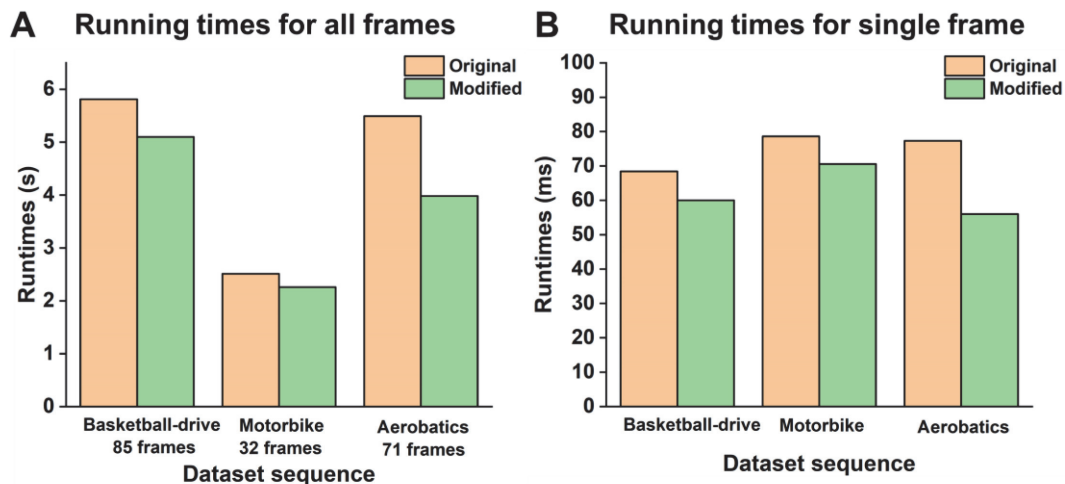 A Running times for all frames
Original
Modified
6
5
4
3
2
1
0
Runtimes (s)
Basketball-drive Motorbike Aerobatics
85 frames 32 frames 71 frames
Dataset sequence
B Running times for single frame
Original
Modified
100
90
80
70
60
50
40
30
20
10
0
Runtimes (ms)
Basketball-drive Motorbike Aerobatics
Dataset sequence